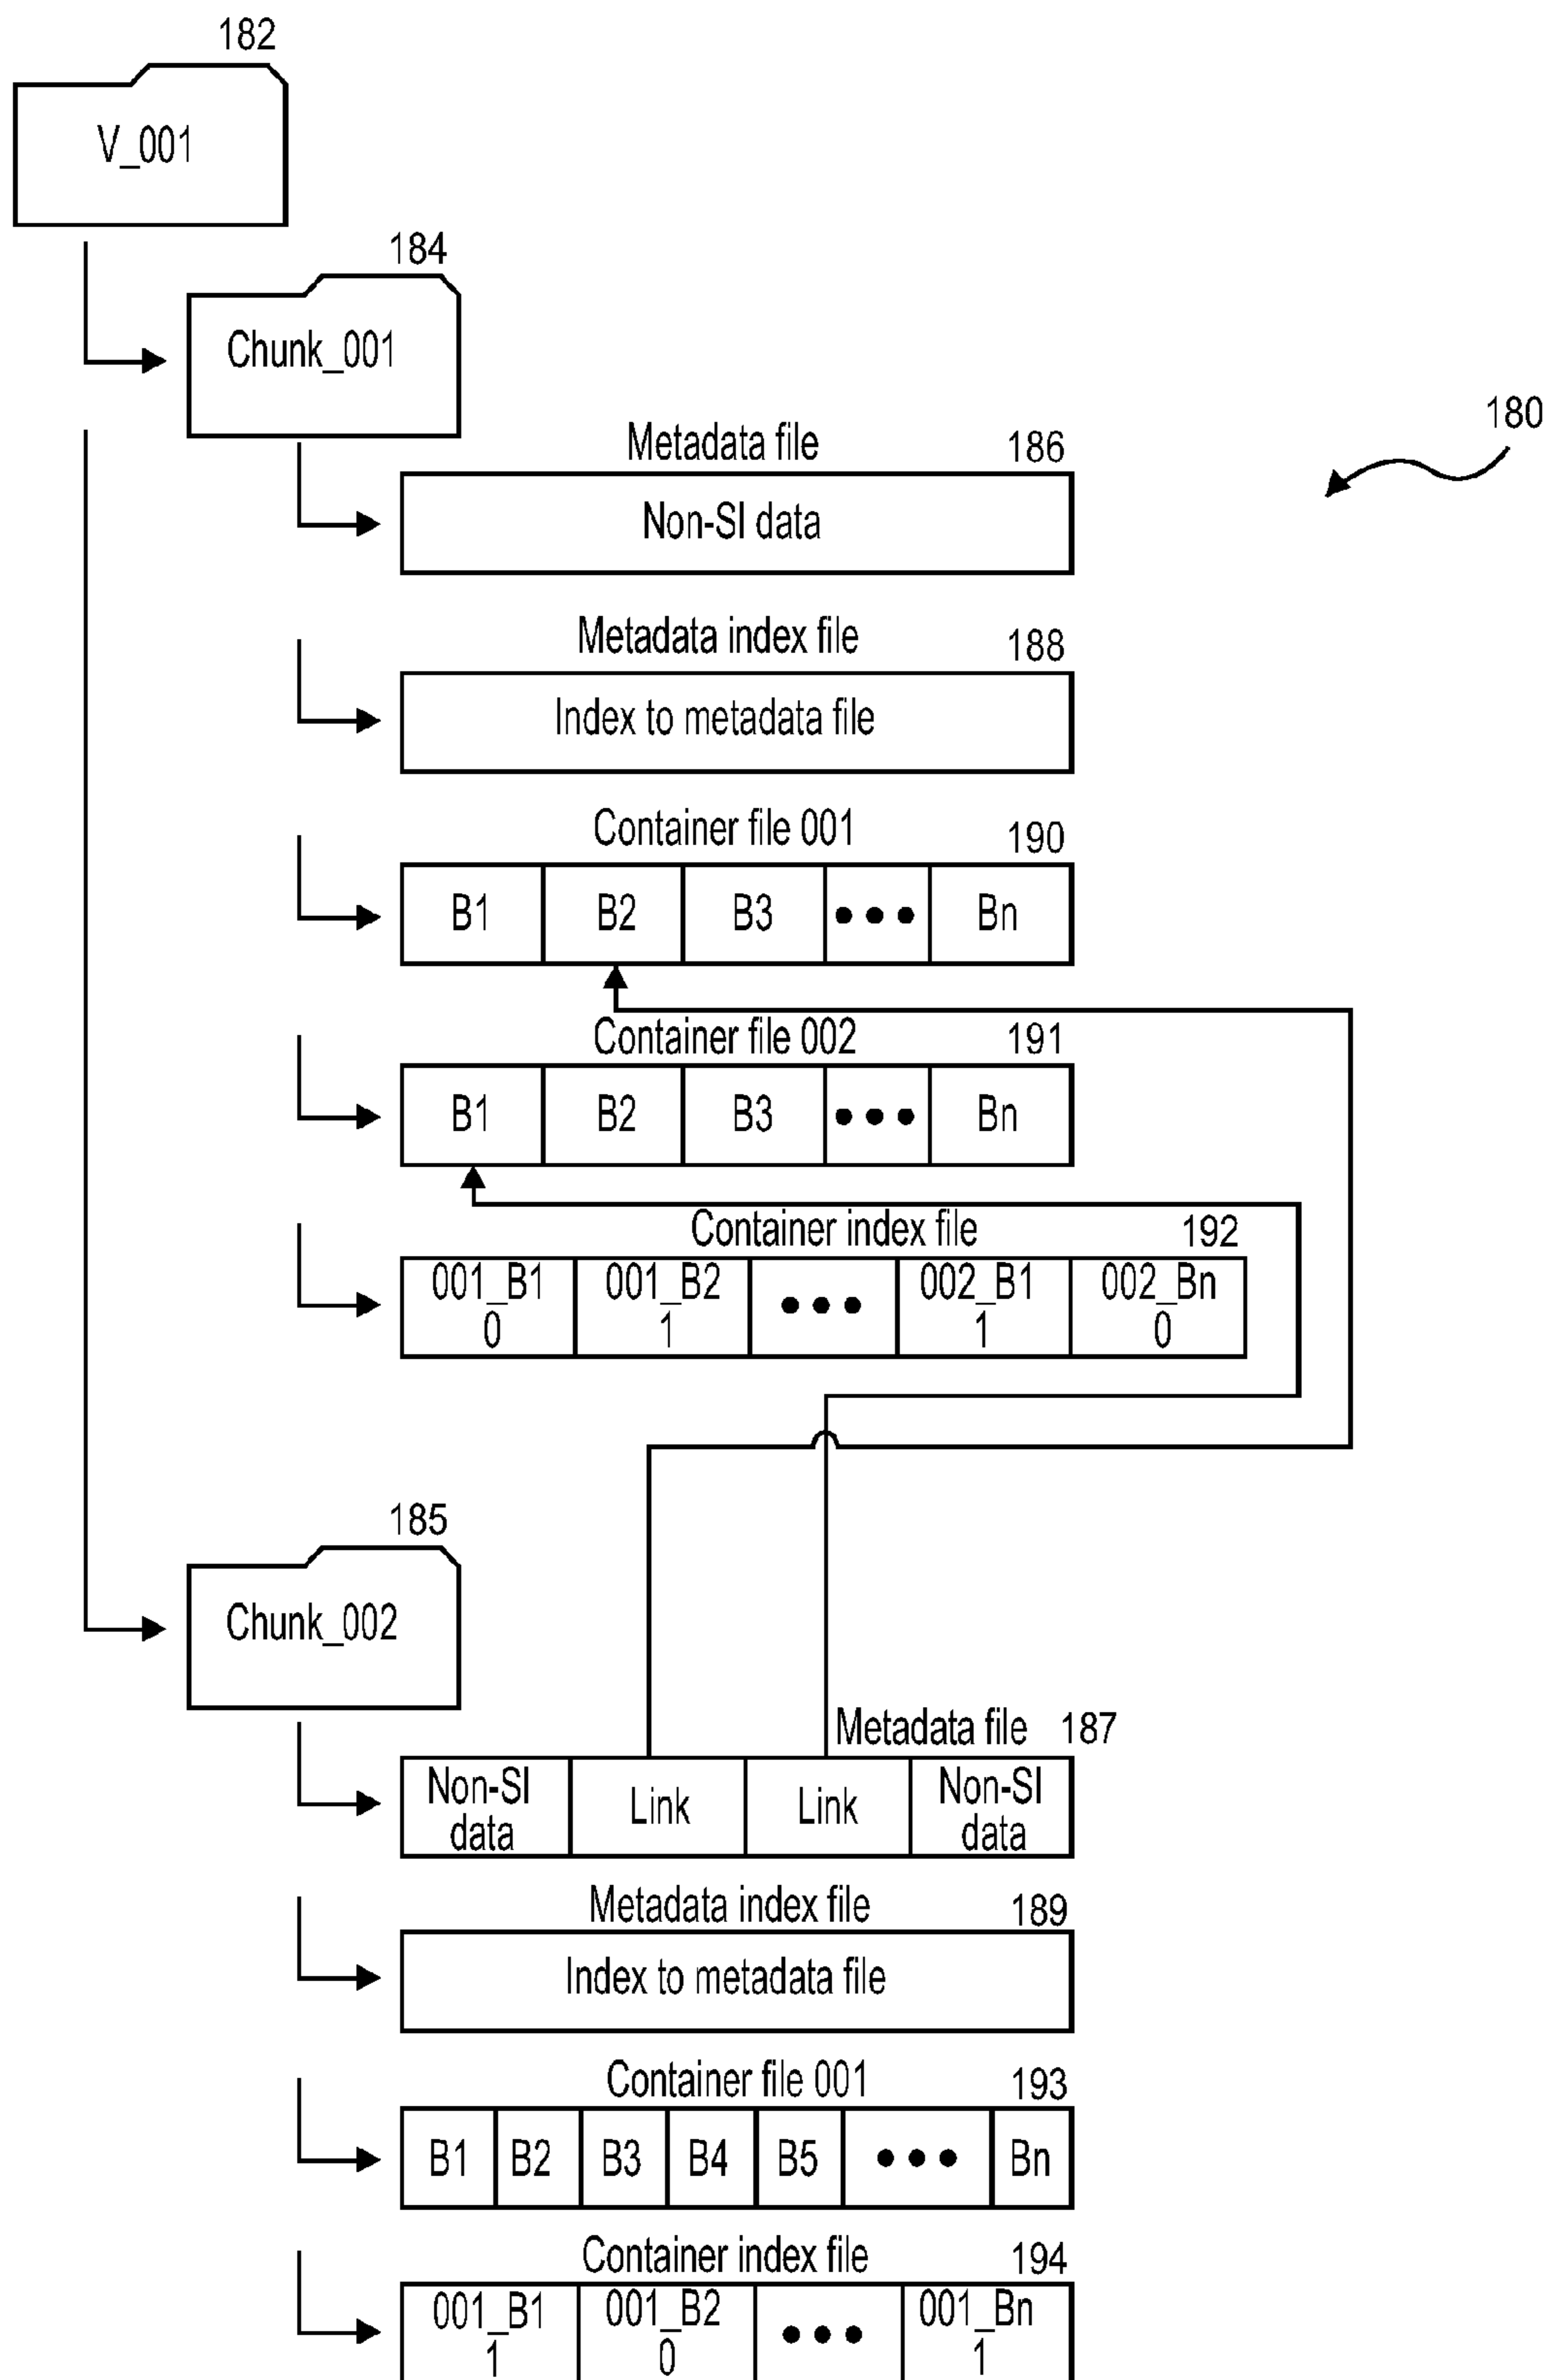 182
V_001
184
Chunk_001
180
Metadata file 186
Non-SI data
Metadata index file 188
Index to metadata file
Container file 001 190
B1 B2 B3 ••• Bn
Container file 002 191
B1 B2 B3 ••• Bn
Container index file 192
001_B1 001_B2 ••• 002_B1 002_Bn
0 1 1 0
185
Chunk_002
Metadata file 187
Non-SI data Link Link Non-SI data
Metadata index file 189
Index to metadata file
Container file 001 193
B1 B2 B3 B4 B5 ••• Bn
Container index file 194
001_B1 001_B2 ••• 001_Bn
1 0 1